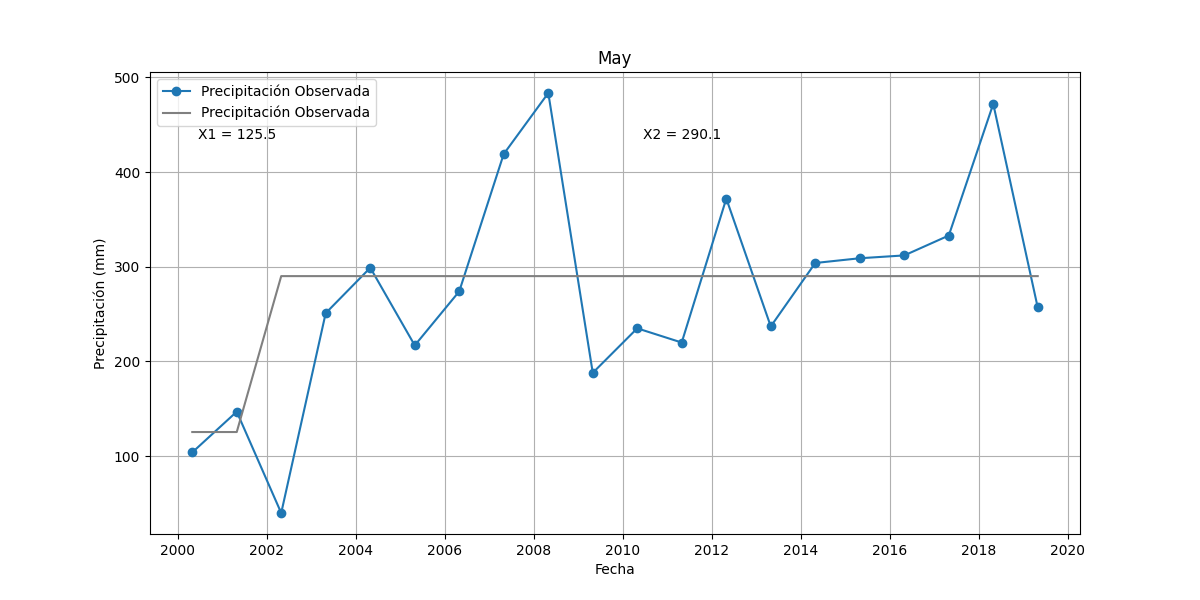 May
Precipitación Observada
Precipitación Observada
X1 = 125.5
X2 = 290.1
Precipitación (mm)
500
400
300
200
100
2000 2002 2004 2006 2008 2010 2012 2014 2016 2018 2020
Fecha